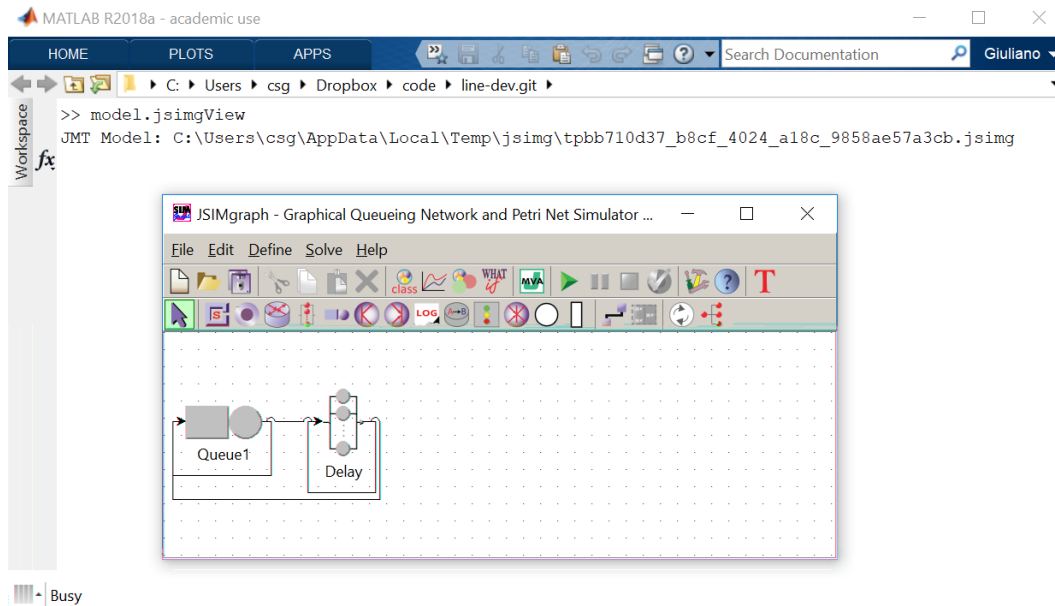 MATLAB R2018a - academic use
HOME PLOTS APPS Search Documentation Giuliano
C: Users csg Dropbox code line-dev.git
Workspace
fx
>> model.jsimgView
JMT Model: C:\Users\csg\AppData\Local\Temp\jsimg\tpbb710d37_b8cf_4024_a18c_9858ae57a3cb.jsimg
JSIMgraph - Graphical Queueing Network and Petri Net Simulator ...
File Edit Define Solve Help
class WHAT IF MVA ? T
S LOG A→B
Queue1
Delay
Busy